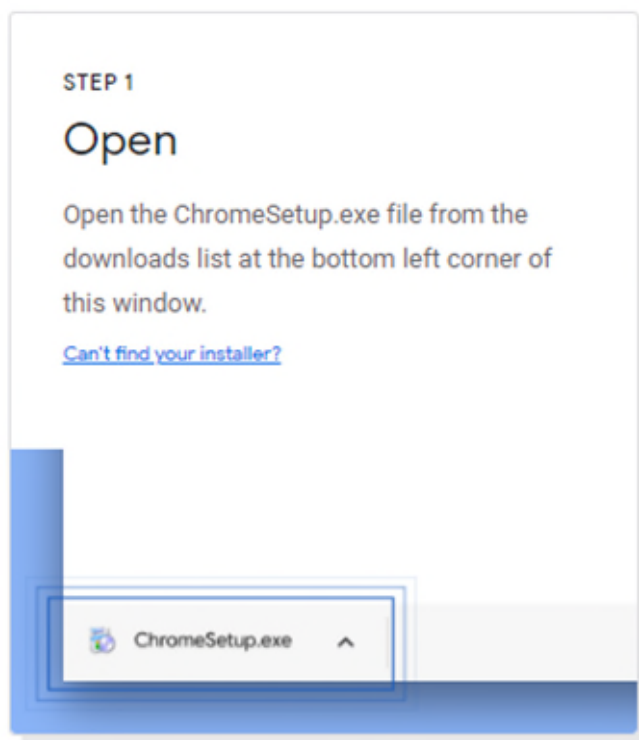 STEP 1
Open
Open the ChromeSetup.exe file from the
downloads list at the bottom left corner of
this window.
Can't find your installer?
ChromeSetup.exe